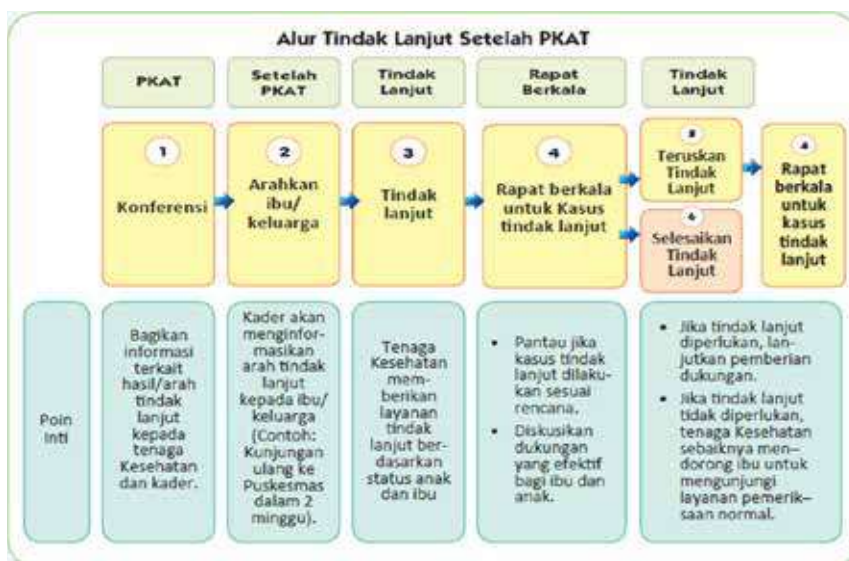 Alur Tindak Lanjut Setelah PKAT
PKAT
Setelah
PKAT
Tindak
Lanjut
Rapat
Berkala
Tindak
Lanjut
1
Konferensi
2
Arahkan
ibu/
keluarga
3
Tindak
lanjut
4
Rapat berkala
untuk Kasus
tindak lanjut
5
Teruskan
Tindak
Lanjut
6
Selesaikan
Tindak
Lanjut
4
Rapat
berkala
untuk
kasus
tindak
lanjut
Poin
Inti
Bagikan
informasi
terkait
hasil/arah
tindak
lanjut
kepada
tenaga
Kesehatan
dan kader.
Kader akan
menginfor-
masikan
arah tindak
lanjut
kepada ibu/
keluarga
(Contoh:
Kunjungan
ulang ke
Puskesmas
dalam 2
minggu).
Tenaga
Kesehatan
mem-
berikan
layanan
tindak
lanjut ber-
dasarkan
status anak
dan ibu
• Pantau jika
kasus tindak
lanjut dilaku-
kan sesuai
rencana.
• Diskusikan
dukungan
yang efektif
bagi ibu dan
anak.
• Jika tindak lanjut
diperlukan, lan-
jutkan pemberian
dukungan.
• Jika tindak lanjut
tidak diperlukan,
tenaga Kesehatan
sebaiknya men-
dorong ibu untuk
mengunjungi
layanan pemerik-
saan normal.